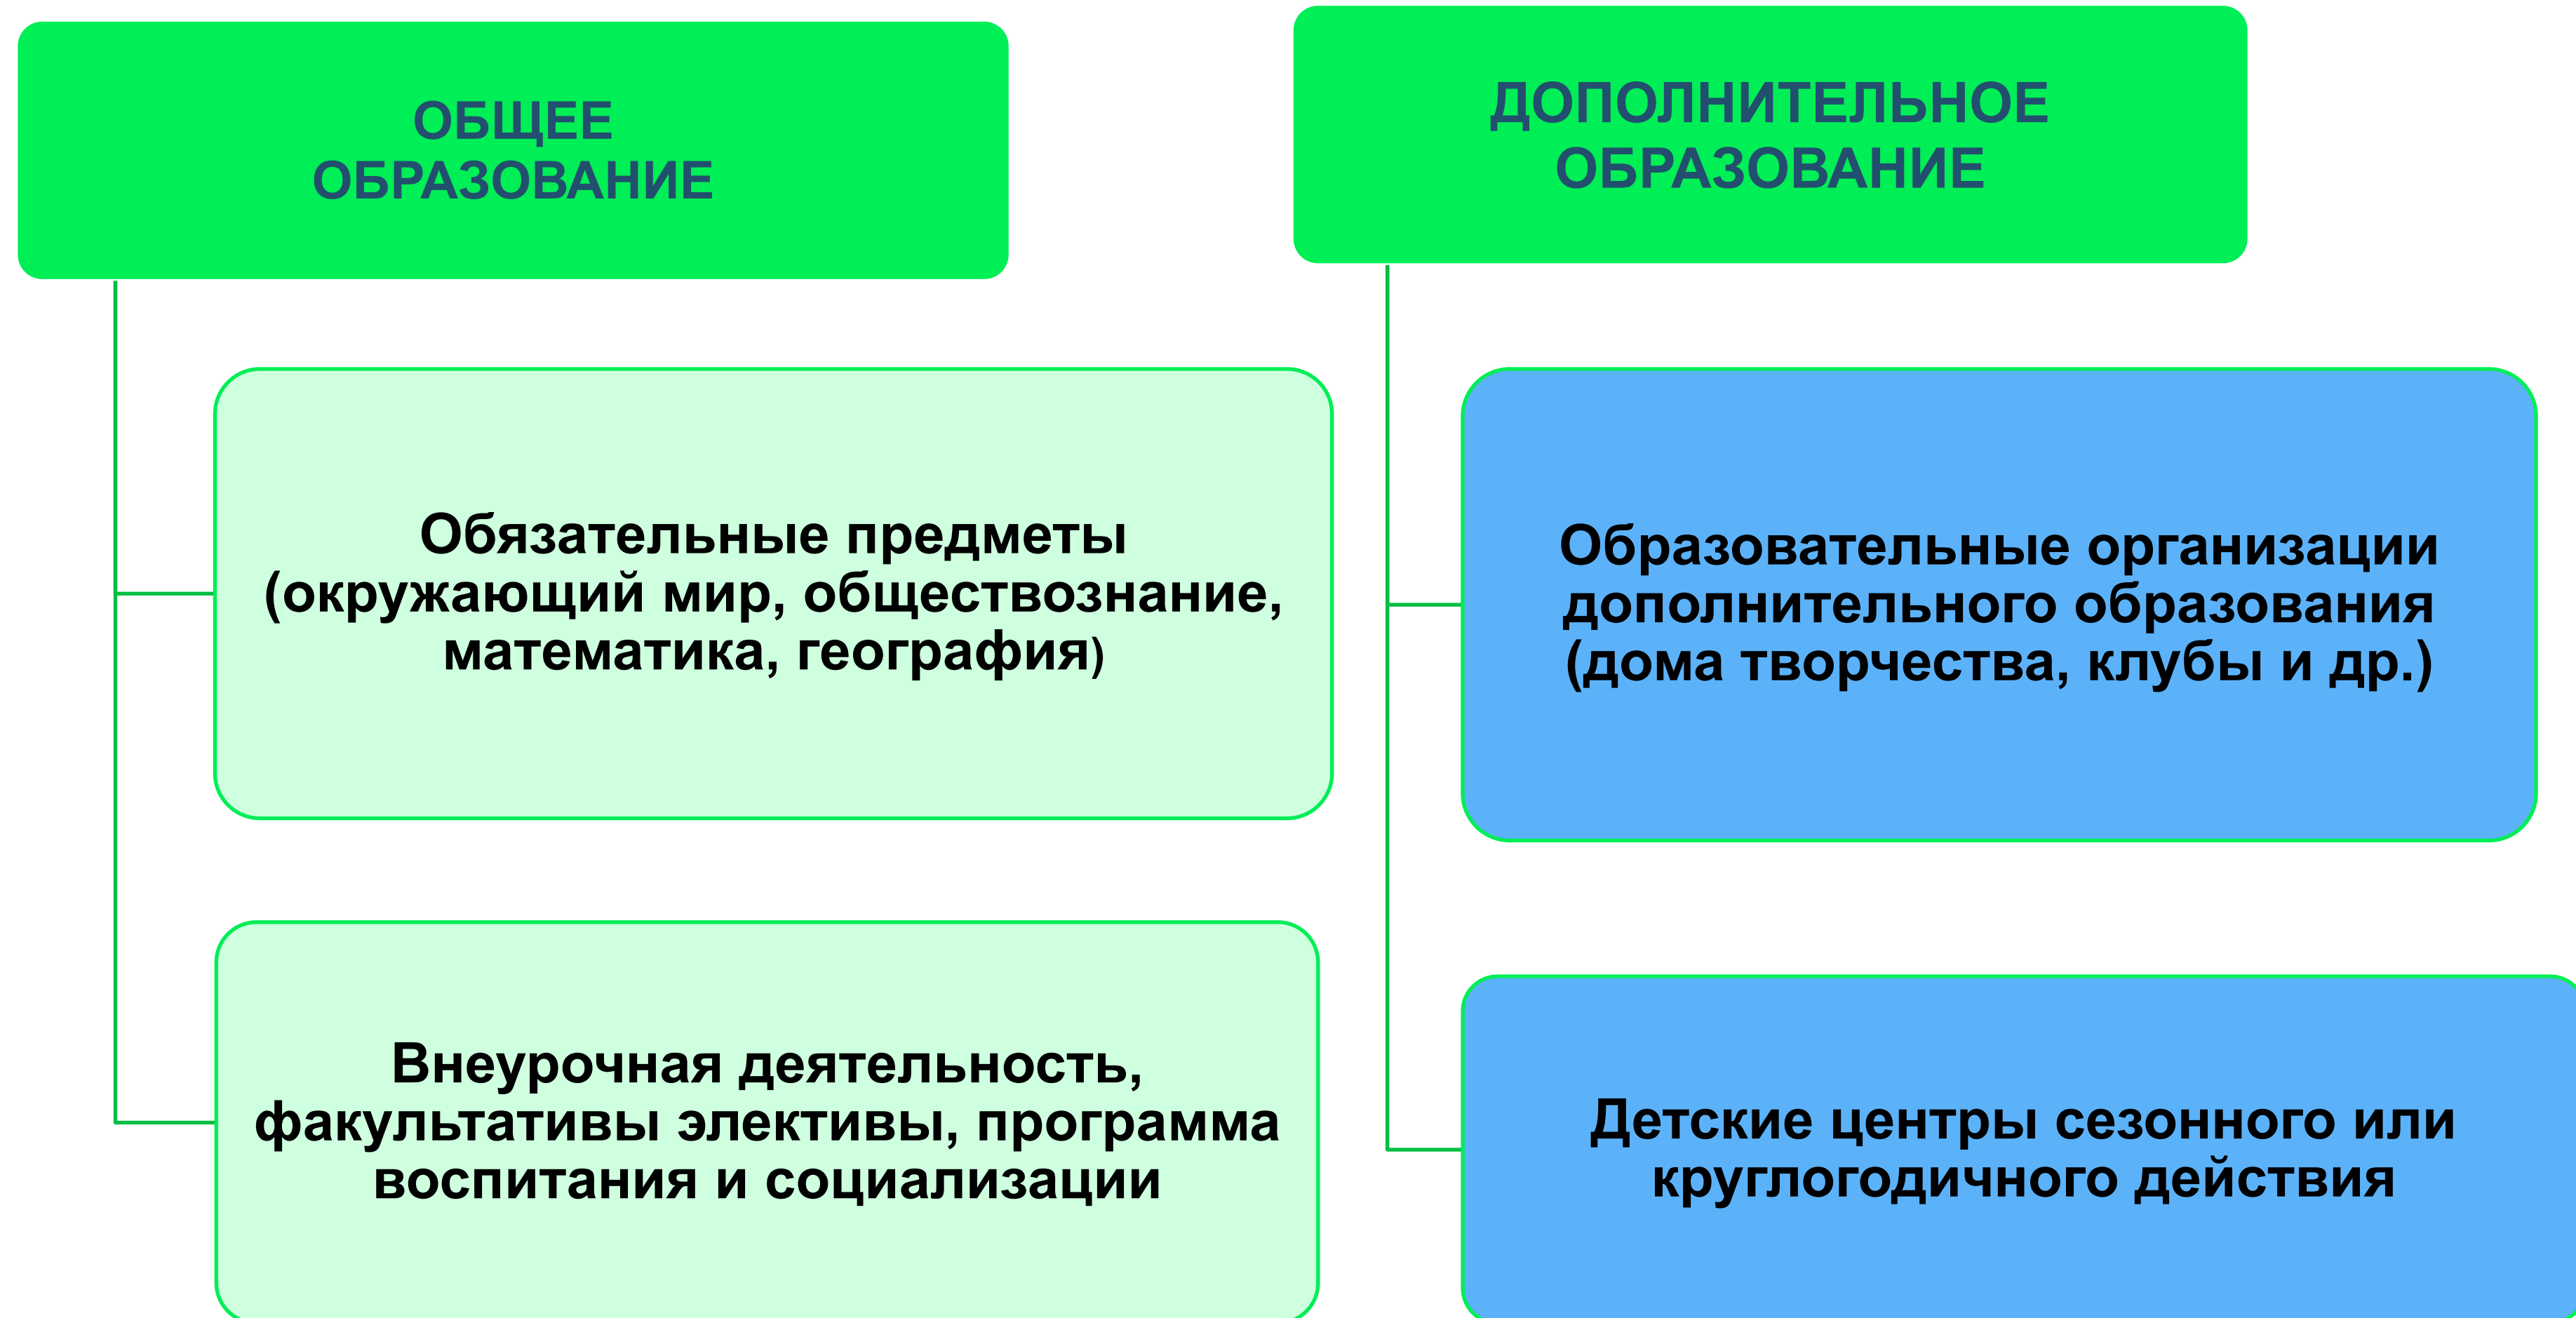 ОБЩЕЕ
ОБРАЗОВАНИЕ
Обязательные предметы
(окружающий мир, обществознание,
математика, география)
Внеурочная деятельность,
факультативы элективы, программа
воспитания и социализации
ДОПОЛНИТЕЛЬНОЕ
ОБРАЗОВАНИЕ
Образовательные организации
дополнительного образования
(дома творчества, клубы и др.)
Детские центры сезонного или
круглогодичного действия